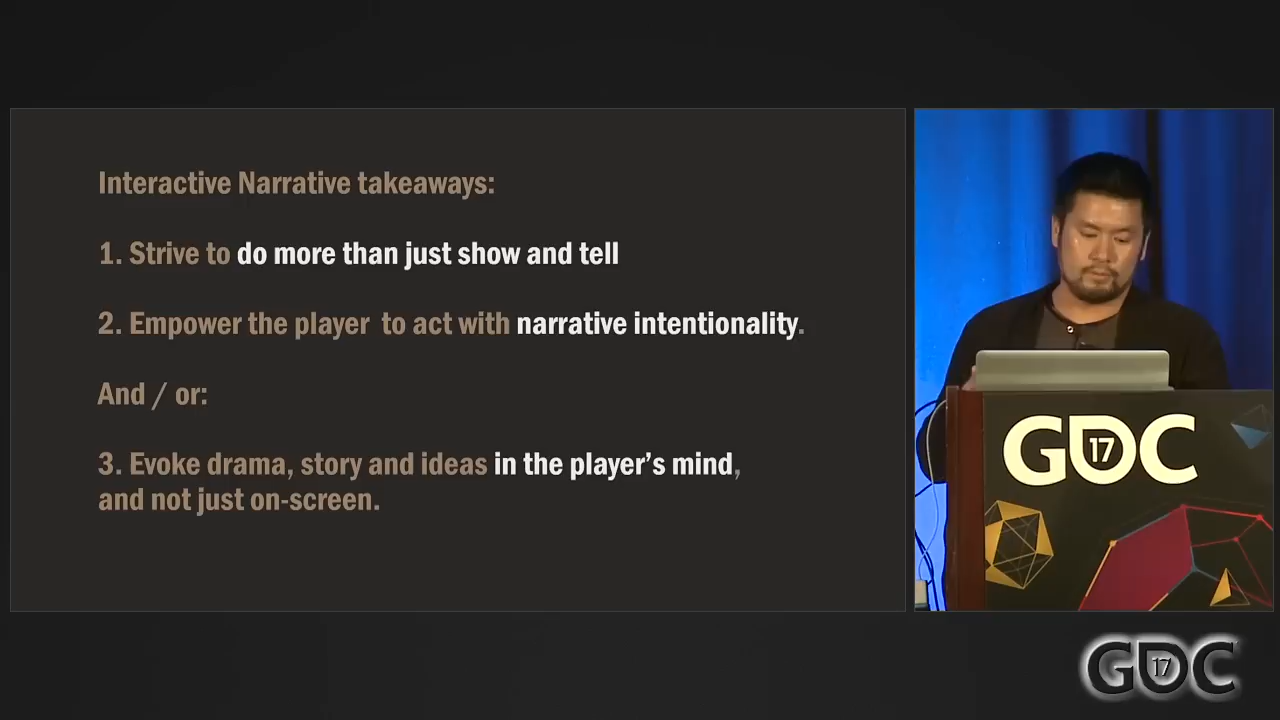 Interactive Narrative takeaways:
1. Strive to do more than just show and tell
2. Empower the player  to act with narrative intentionality.
And / or:
3. Evoke drama, story and ideas in the player's mind,
and not just on-screen.
GDC
17
GDC
17